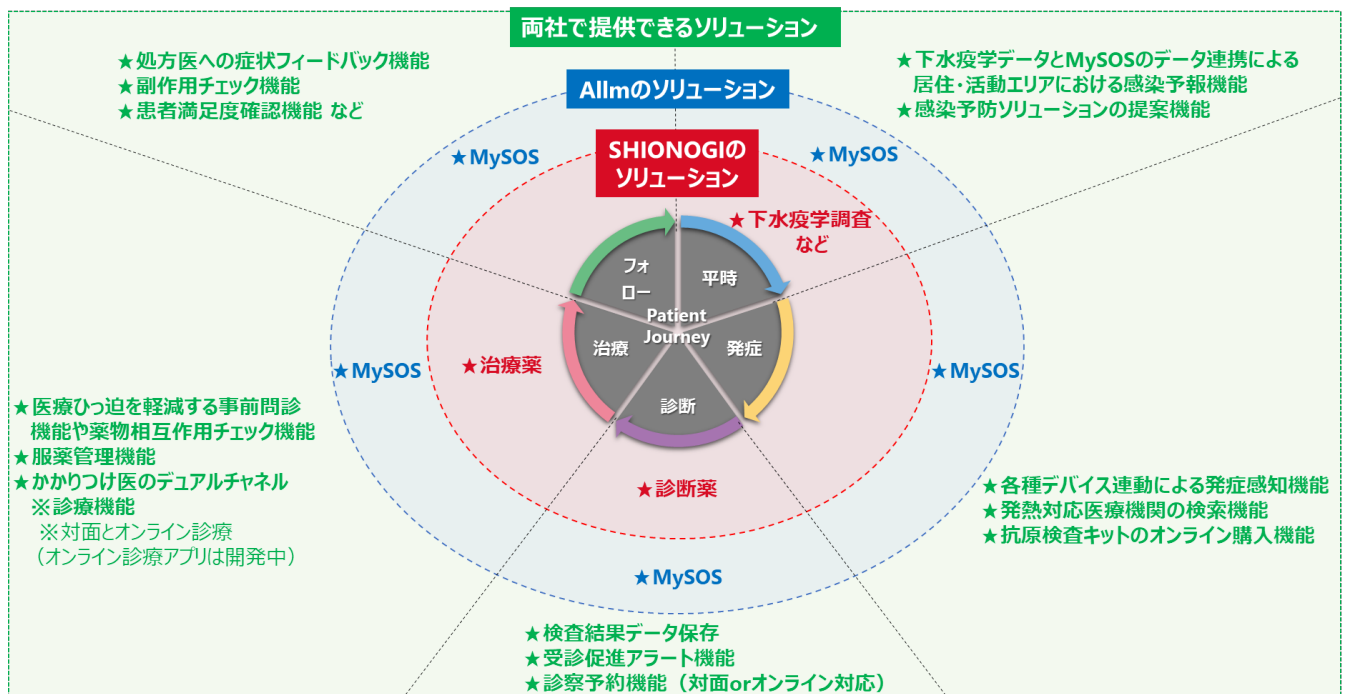 両社で提供できるソリューション
★処方医への症状フィードバック機能
★副作用チェック機能
★患者満足度確認機能 など
Allmのソリューション
★下水疫学データとMySOSのデータ連携による
居住・活動エリアにおける感染予報機能
★感染予防ソリューションの提案機能
★MySOS
SHIONOGIの
ソリューション
★MySOS
★下水疫学調査
など
フォ
ロー
平時
Patient
Journey
治療
発症
診断
★MySOS
★治療薬
★MySOS
★医療ひっ迫を軽減する事前問診
機能や薬物相互作用チェック機能
★服薬管理機能
★かかりつけ医のデュアルチャネル
※診療機能
※対面とオンライン診療
（オンライン診療アプリは開発中）
★診断薬
★各種デバイス連動による発症感知機能
★発熱対応医療機関の検索機能
★抗原検査キットのオンライン購入機能
★MySOS
★検査結果データ保存
★受診促進アラート機能
★診察予約機能（対面orオンライン対応）